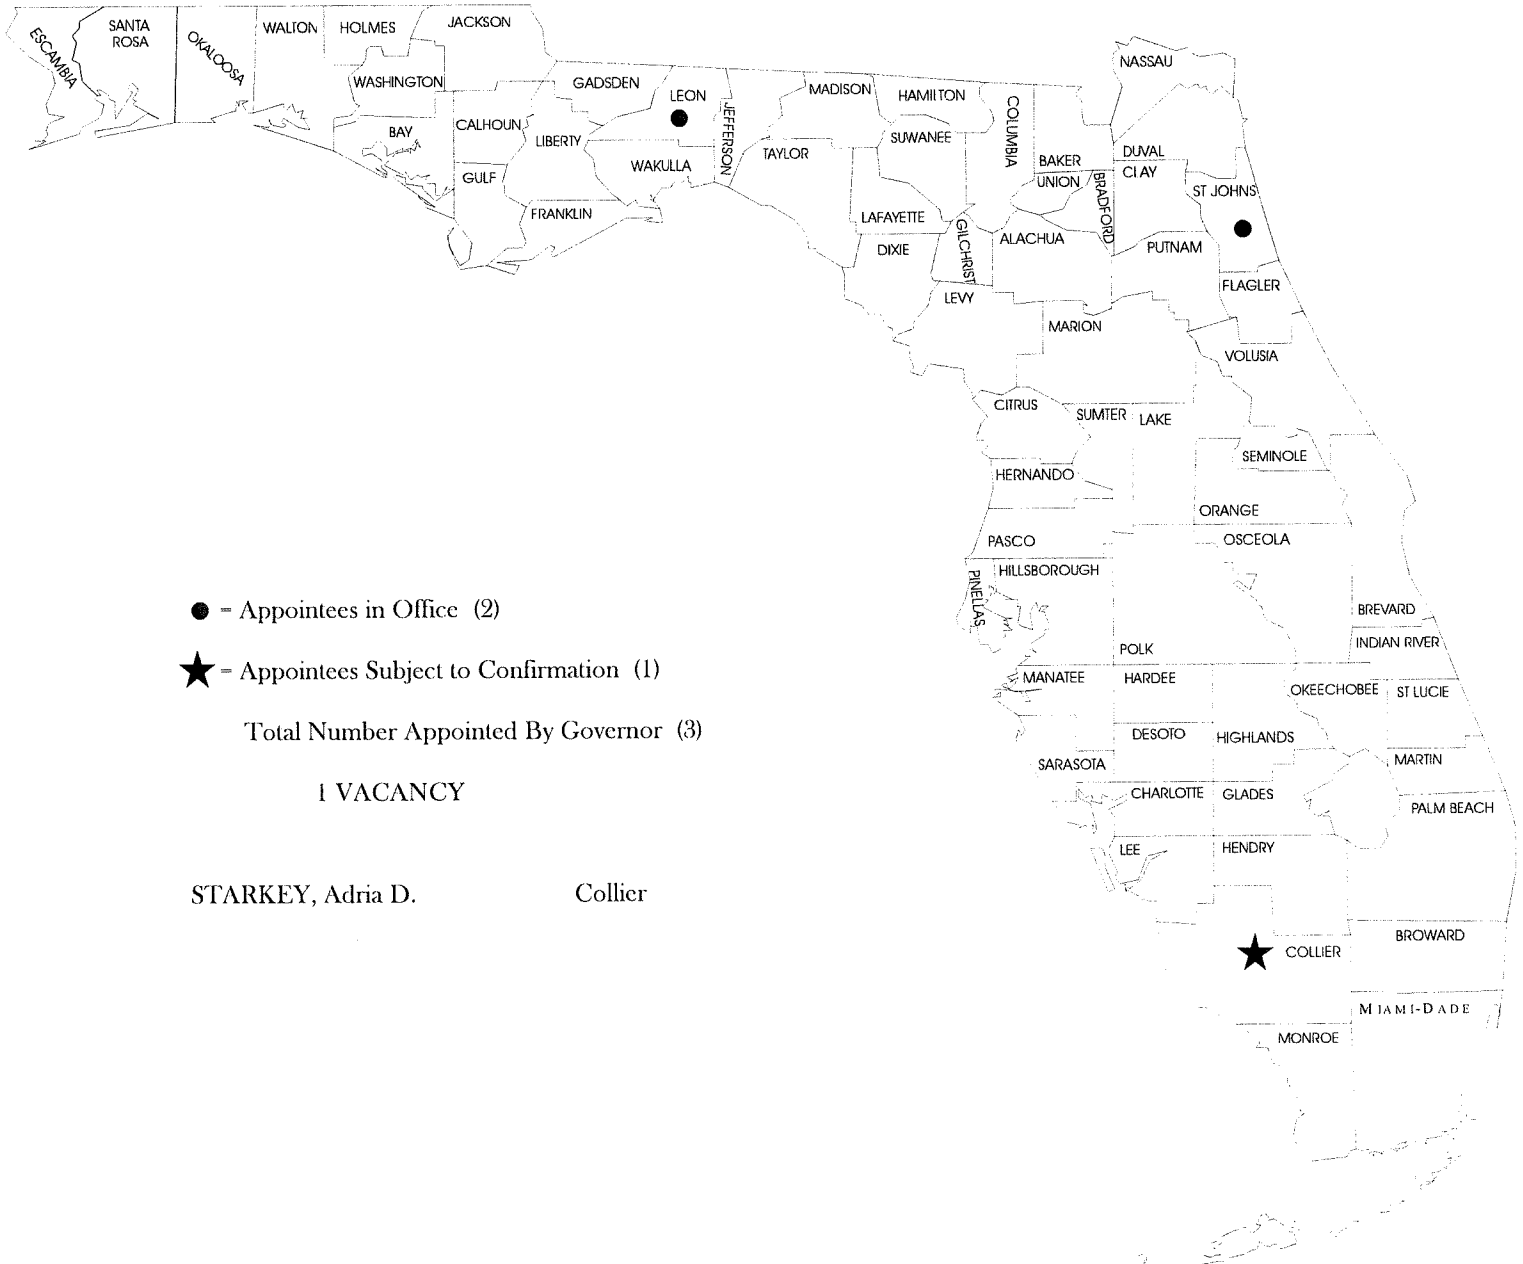 ESCAMBIA
SANTA
ROSA
OKALOOSA
WALTON
HOLMES
JACKSON
WASHINGTON
BAY
CALHOUN
GULF
GADSDEN
LIBERTY
FRANKLIN
LEON
WAKULLA
JEFFERSON
MADISON
TAYLOR
HAMILTON
SUWANEE
LAFAYETTE
DIXIE
COLUMBIA
GILCHRIST
LEVY
BAKER
UNION
BRADFORD
ALACHUA
NASSAU
DUVAL
CLAY
ST JOHNS
PUTNAM
FLAGLER
MARION
VOLUSIA
CITRUS
SUMTER
LAKE
SEMINOLE
HERNANDO
ORANGE
PASCO
OSCEOLA
HILLSBOROUGH
PINELLAS
BREVARD
POLK
INDIAN RIVER
MANATEE
HARDEE
OKEECHOBEE
ST LUCIE
DESOTO
HIGHLANDS
SARASOTA
MARTIN
CHARLOTTE
GLADES
PALM BEACH
LEE
HENDRY
COLLIER
BROWARD
MIAMI-DADE
MONROE
= Appointees in Office (2)
= Appointees Subject to Confirmation (1)
Total Number Appointed By Governor (3)
1 VACANCY
STARKEY, Adria D. Collier